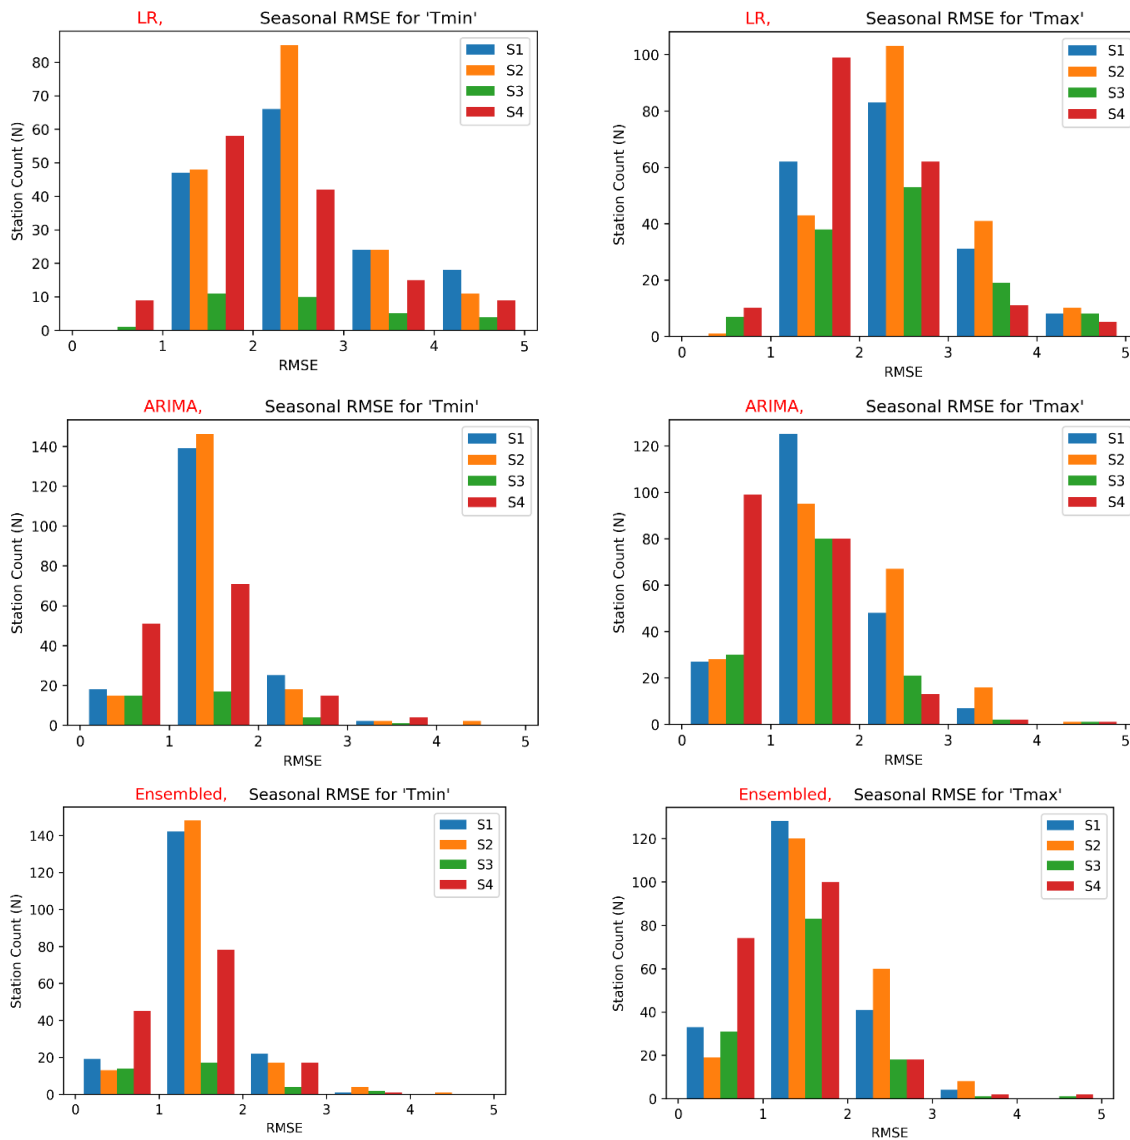 LR, Seasonal RMSE for 'Tmin'
S1
S2
S3
S4
80
70
60
50
40
30
20
10
0
Station Count (N)
0 1 2 3 4 5
RMSE
LR, Seasonal RMSE for 'Tmax'
S1
S2
S3
S4
100
80
60
40
20
0
Station Count (N)
0 1 2 3 4 5
RMSE
ARIMA, Seasonal RMSE for 'Tmin'
S1
S2
S3
S4
140
120
100
80
60
40
20
0
Station Count (N)
0 1 2 3 4 5
RMSE
ARIMA, Seasonal RMSE for 'Tmax'
S1
S2
S3
S4
120
100
80
60
40
20
0
Station Count (N)
0 1 2 3 4 5
RMSE
Ensembled, Seasonal RMSE for 'Tmin'
S1
S2
S3
S4
140
120
100
80
60
40
20
0
Station Count (N)
0 1 2 3 4 5
RMSE
Ensembled, Seasonal RMSE for 'Tmax'
S1
S2
S3
S4
120
100
80
60
40
20
0
Station Count (N)
0 1 2 3 4 5
RMSE